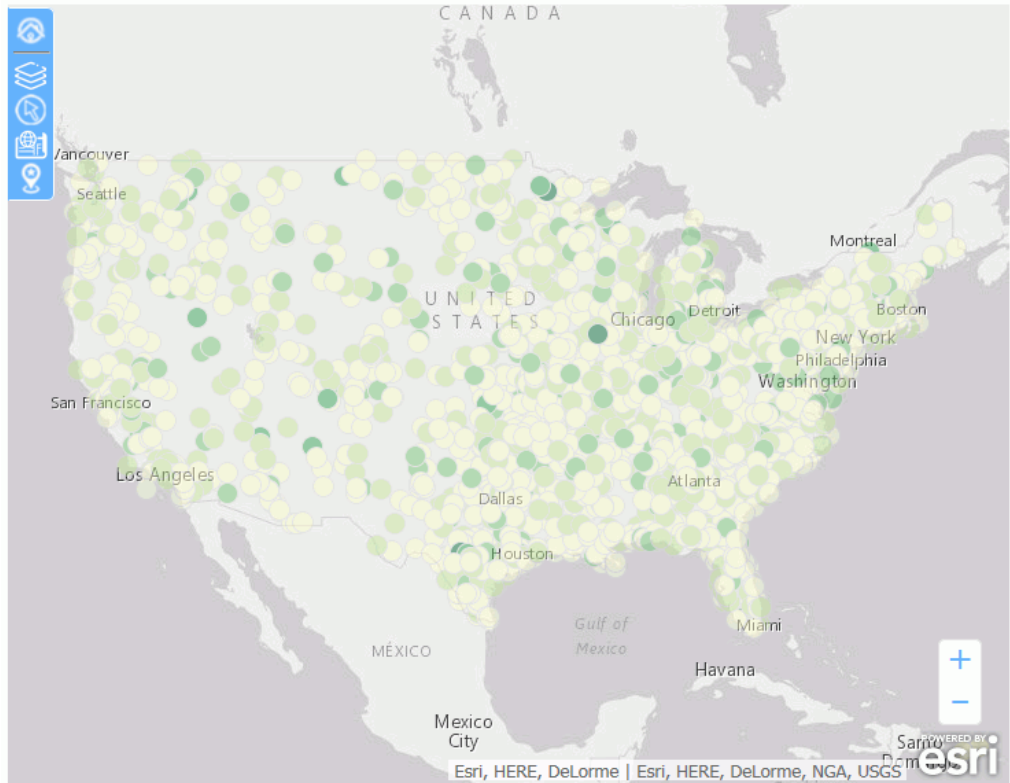 CANADA
Vancouver
Seattle
Montreal
UNITED
STATES
Chicago
Detroit
Boston
New York
Philadelphia
Washington
San Francisco
Los Angeles
Atlanta
Dallas
Houston
Gulf of
Mexico
Miami
MÉXICO
Havana
+
−
Mexico
City
POWERED BY
esri
Esri, HERE, DeLorme | Esri, HERE, DeLorme, NGA, USGS